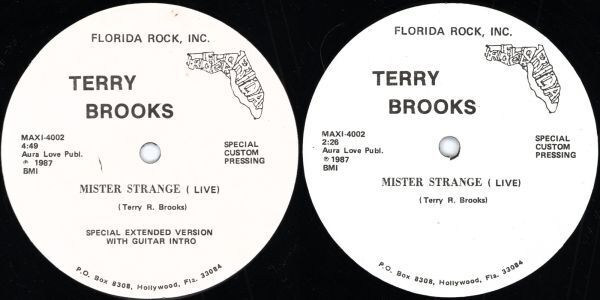 FLORIDA ROCK, INC.
FLORIDA
TERRY
BROOKS
MAXI-4002
4:49
Aura Love Publ.
℗ 1987
BMI
SPECIAL
CUSTOM
PRESSING
MISTER STRANGE ( LIVE)
(Terry R. Brooks)
SPECIAL EXTENDED VERSION
WITH GUITAR INTRO
P.O. Box 8308, Hollywood, Fla. 33084
FLORIDA ROCK, INC.
FLORIDA
TERRY
BROOKS
MAXI-4002
2:26
Aura Love Publ.
℗ 1987
BMI
SPECIAL
CUSTOM
PRESSING
MISTER STRANGE ( LIVE)
(Terry R. Brooks)
P.O. Box 8308, Hollywood, Fla. 33084